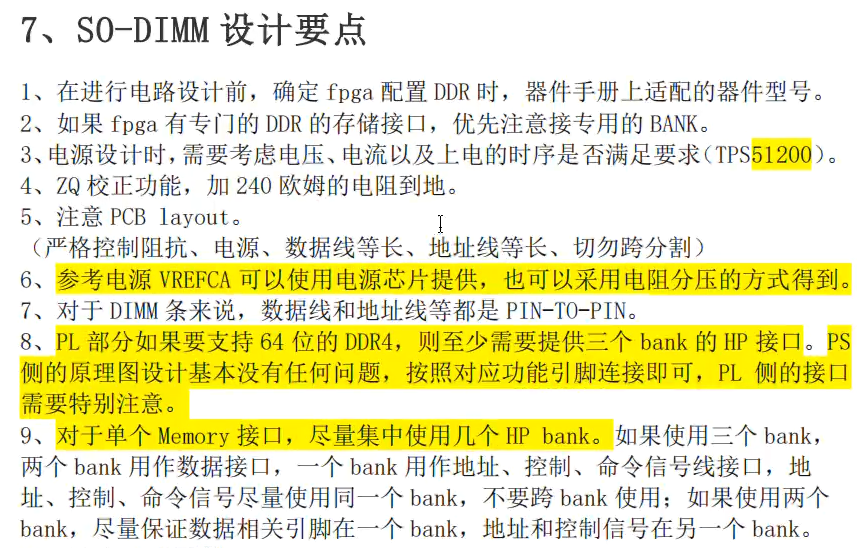 7、SO-DIMM 设计要点
1、在进行电路设计前，确定 fpga 配置 DDR 时，器件手册上适配的器件型号。
2、如果 fpga 有专门的 DDR 的存储接口，优先注意接专用的 BANK。
3、电源设计时，需要考虑电压、电流以及上电的时序是否满足要求（TPS51200）。
4、ZQ 校正功能，加 240 欧姆的电阻到地。
5、注意 PCB layout。
（严格控制阻抗、电源、数据线等长、地址线等长、切勿跨分割）
6、参考电源 VREFCA 可以使用电源芯片提供，也可以采用电阻分压的方式得到。
7、对于 DIMM 条来说，数据线和地址线等都是 PIN-TO-PIN。
8、PL 部分如果要支持 64 位的 DDR4，则至少需要提供三个 bank 的 HP 接口。PS
侧的原理图设计基本没有任何问题，按照对应功能引脚连接即可，PL 侧的接口
需要特别注意。
9、对于单个 Memory 接口，尽量集中使用几个 HP bank。如果使用三个 bank，
两个 bank 用作数据接口，一个 bank 用作地址、控制、命令信号线接口，地
址、控制、命令信号尽量使用同一个 bank，不要跨 bank 使用；如果使用两个
bank，尽量保证数据相关引脚在一个 bank，地址和控制信号在另一个 bank。